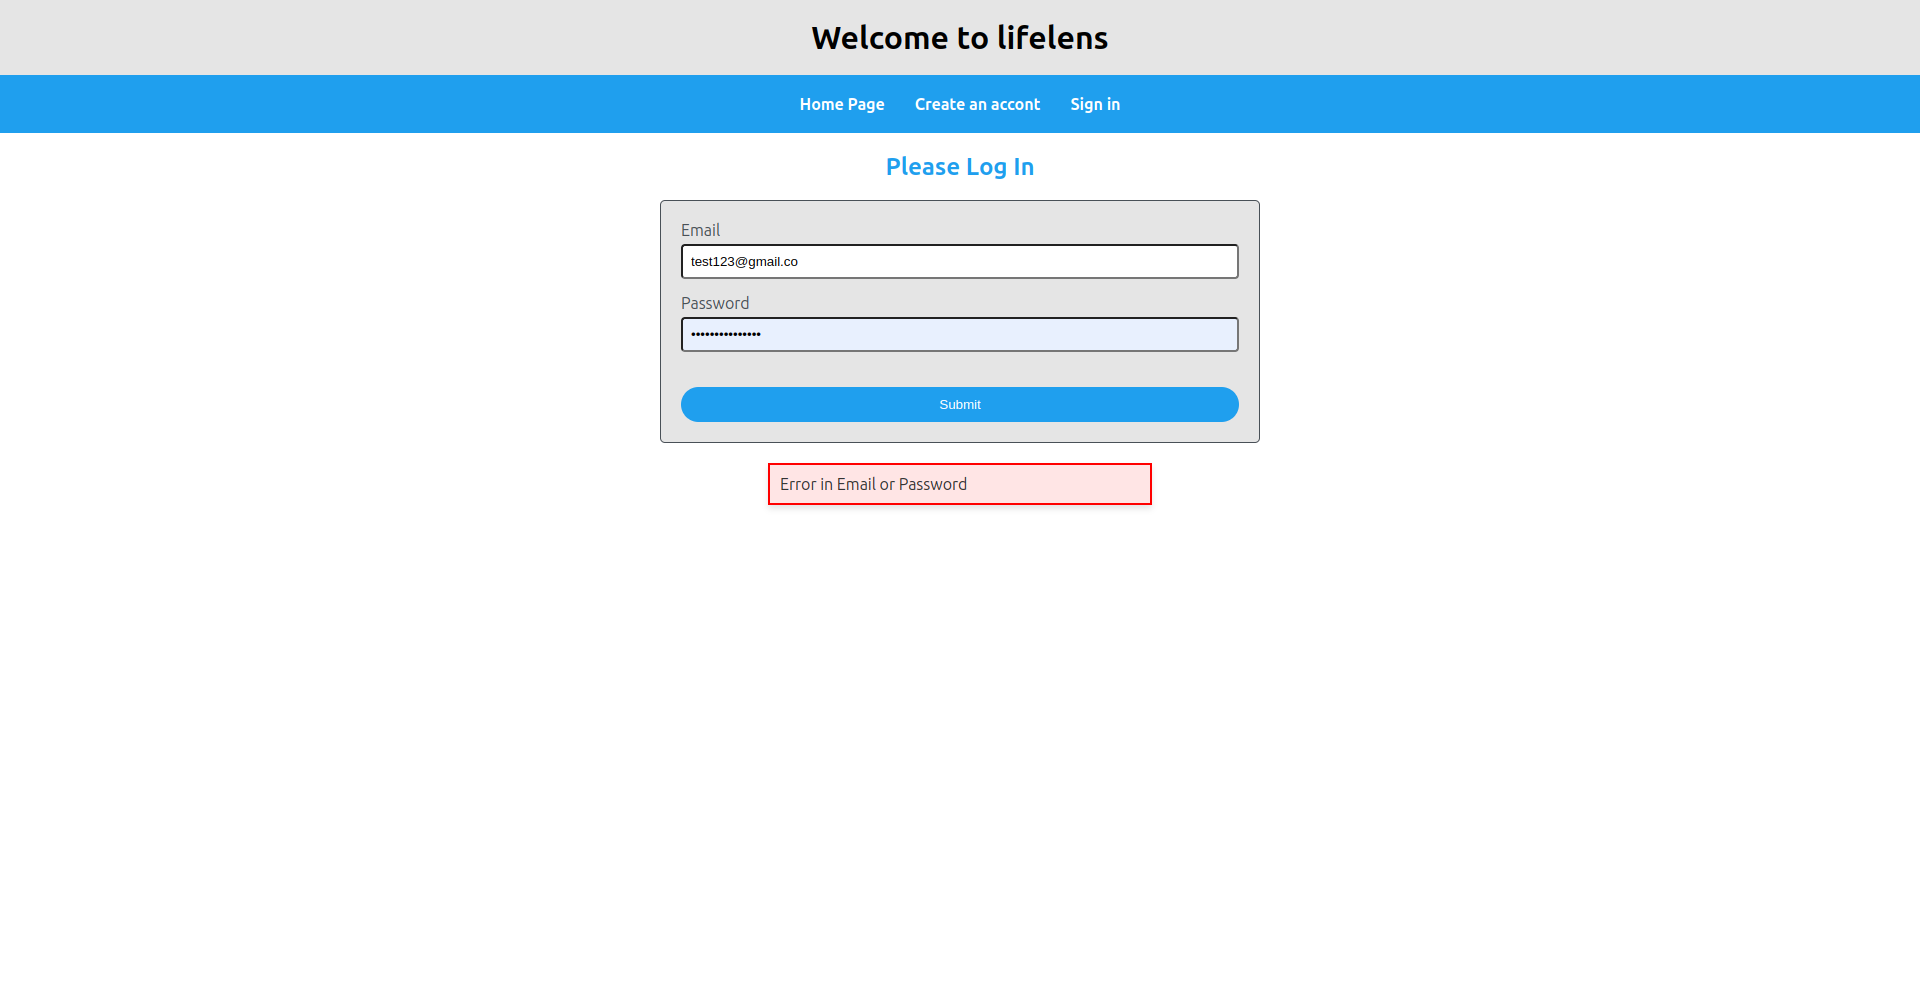 Welcome to lifelens
Home Page Create an accont Sign in
Please Log In
Email
test123@gmail.co
Password
•••••••••••••••
Submit
Error in Email or Password